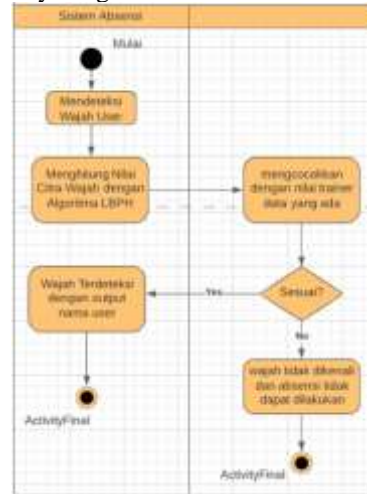 Sistem Absensi
Mulai
Mendeteksi
Wajah User
Menghitung Nilai
Citra Wajah dengan
Algoritma LBPH
mengcocokkan
dengan nilai trainer
data yang ada
Sesuai?
Yes
Wajah Terdeteksi
dengan output
nama user
No
wajah tidak dikenali
dan absensi tidak
dapat dilakukan
ActivityFinal
ActivityFinal